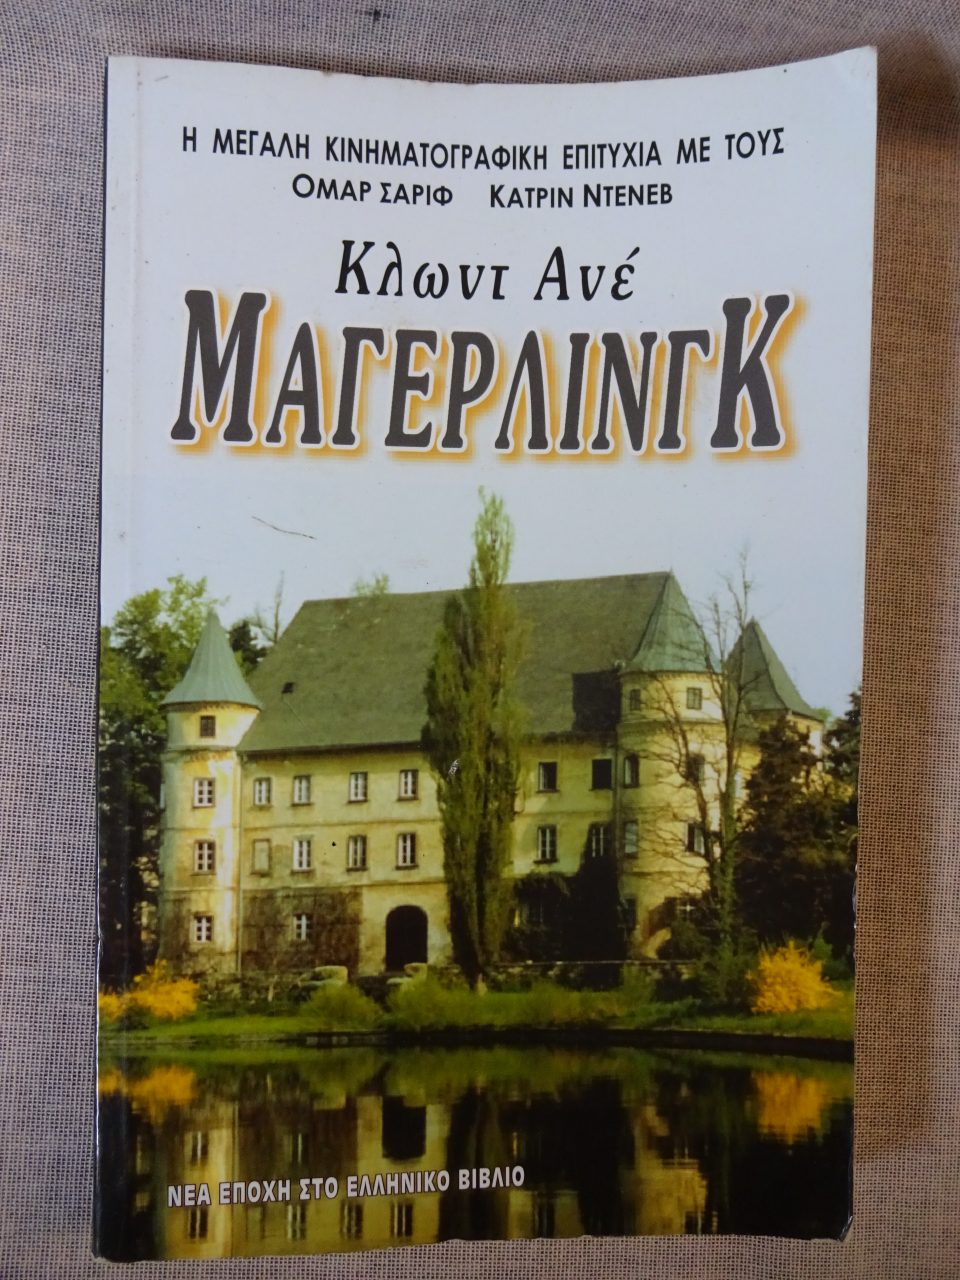 Η ΜΕΓΑΛΗ ΚΙΝΗΜΑΤΟΓΡΑΦΙΚΗ ΕΠΙΤΥΧΙΑ ΜΕ ΤΟΥΣ
ΟΜΑΡ ΣΑΡΙΦ ΚΑΤΡΙΝ ΝΤΕΝΕΒ
Κλωντ Ανέ
ΜΑΓΕΡΛΙΝΓΚ
ΝΕΑ ΕΠΟΧΗ ΣΤΟ ΕΛΛΗΝΙΚΟ ΒΙΒΛΙΟ